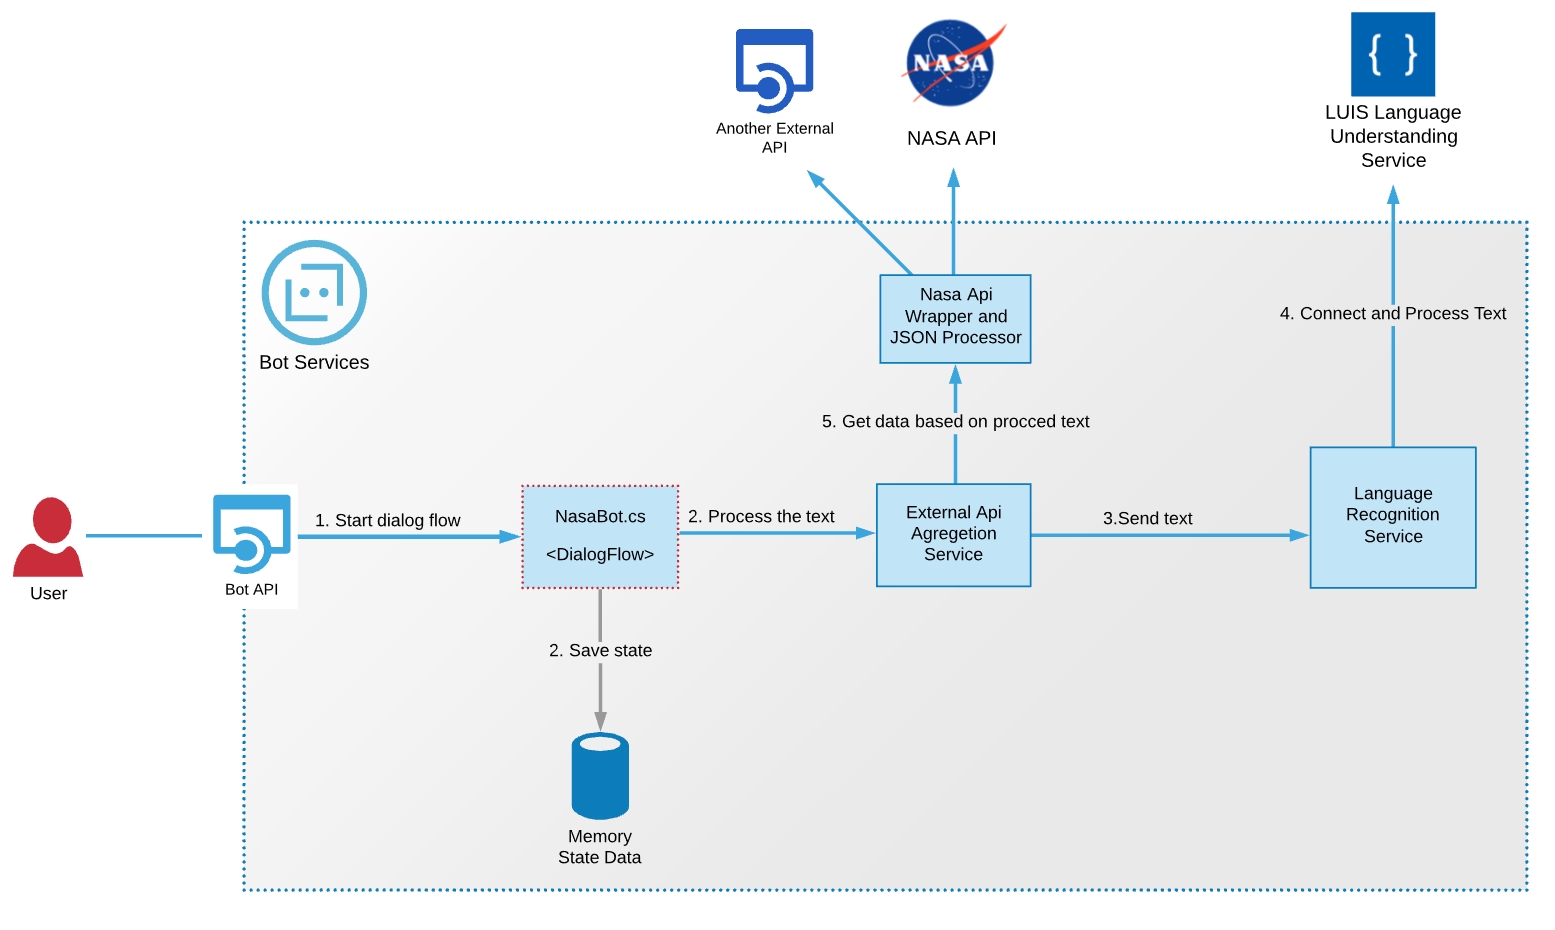 NASA
{ }
Another External
API
NASA API
LUIS Language
Understanding
Service
Bot Services
Nasa Api
Wrapper and
JSON Processor
4. Connect and Process Text
5. Get data based on procced text
User
Bot API
1. Start dialog flow
NasaBot.cs
<DialogFlow>
2. Process the text
External Api
Agregetion
Service
3.Send text
Language
Recognition
Service
2. Save state
Memory
State Data